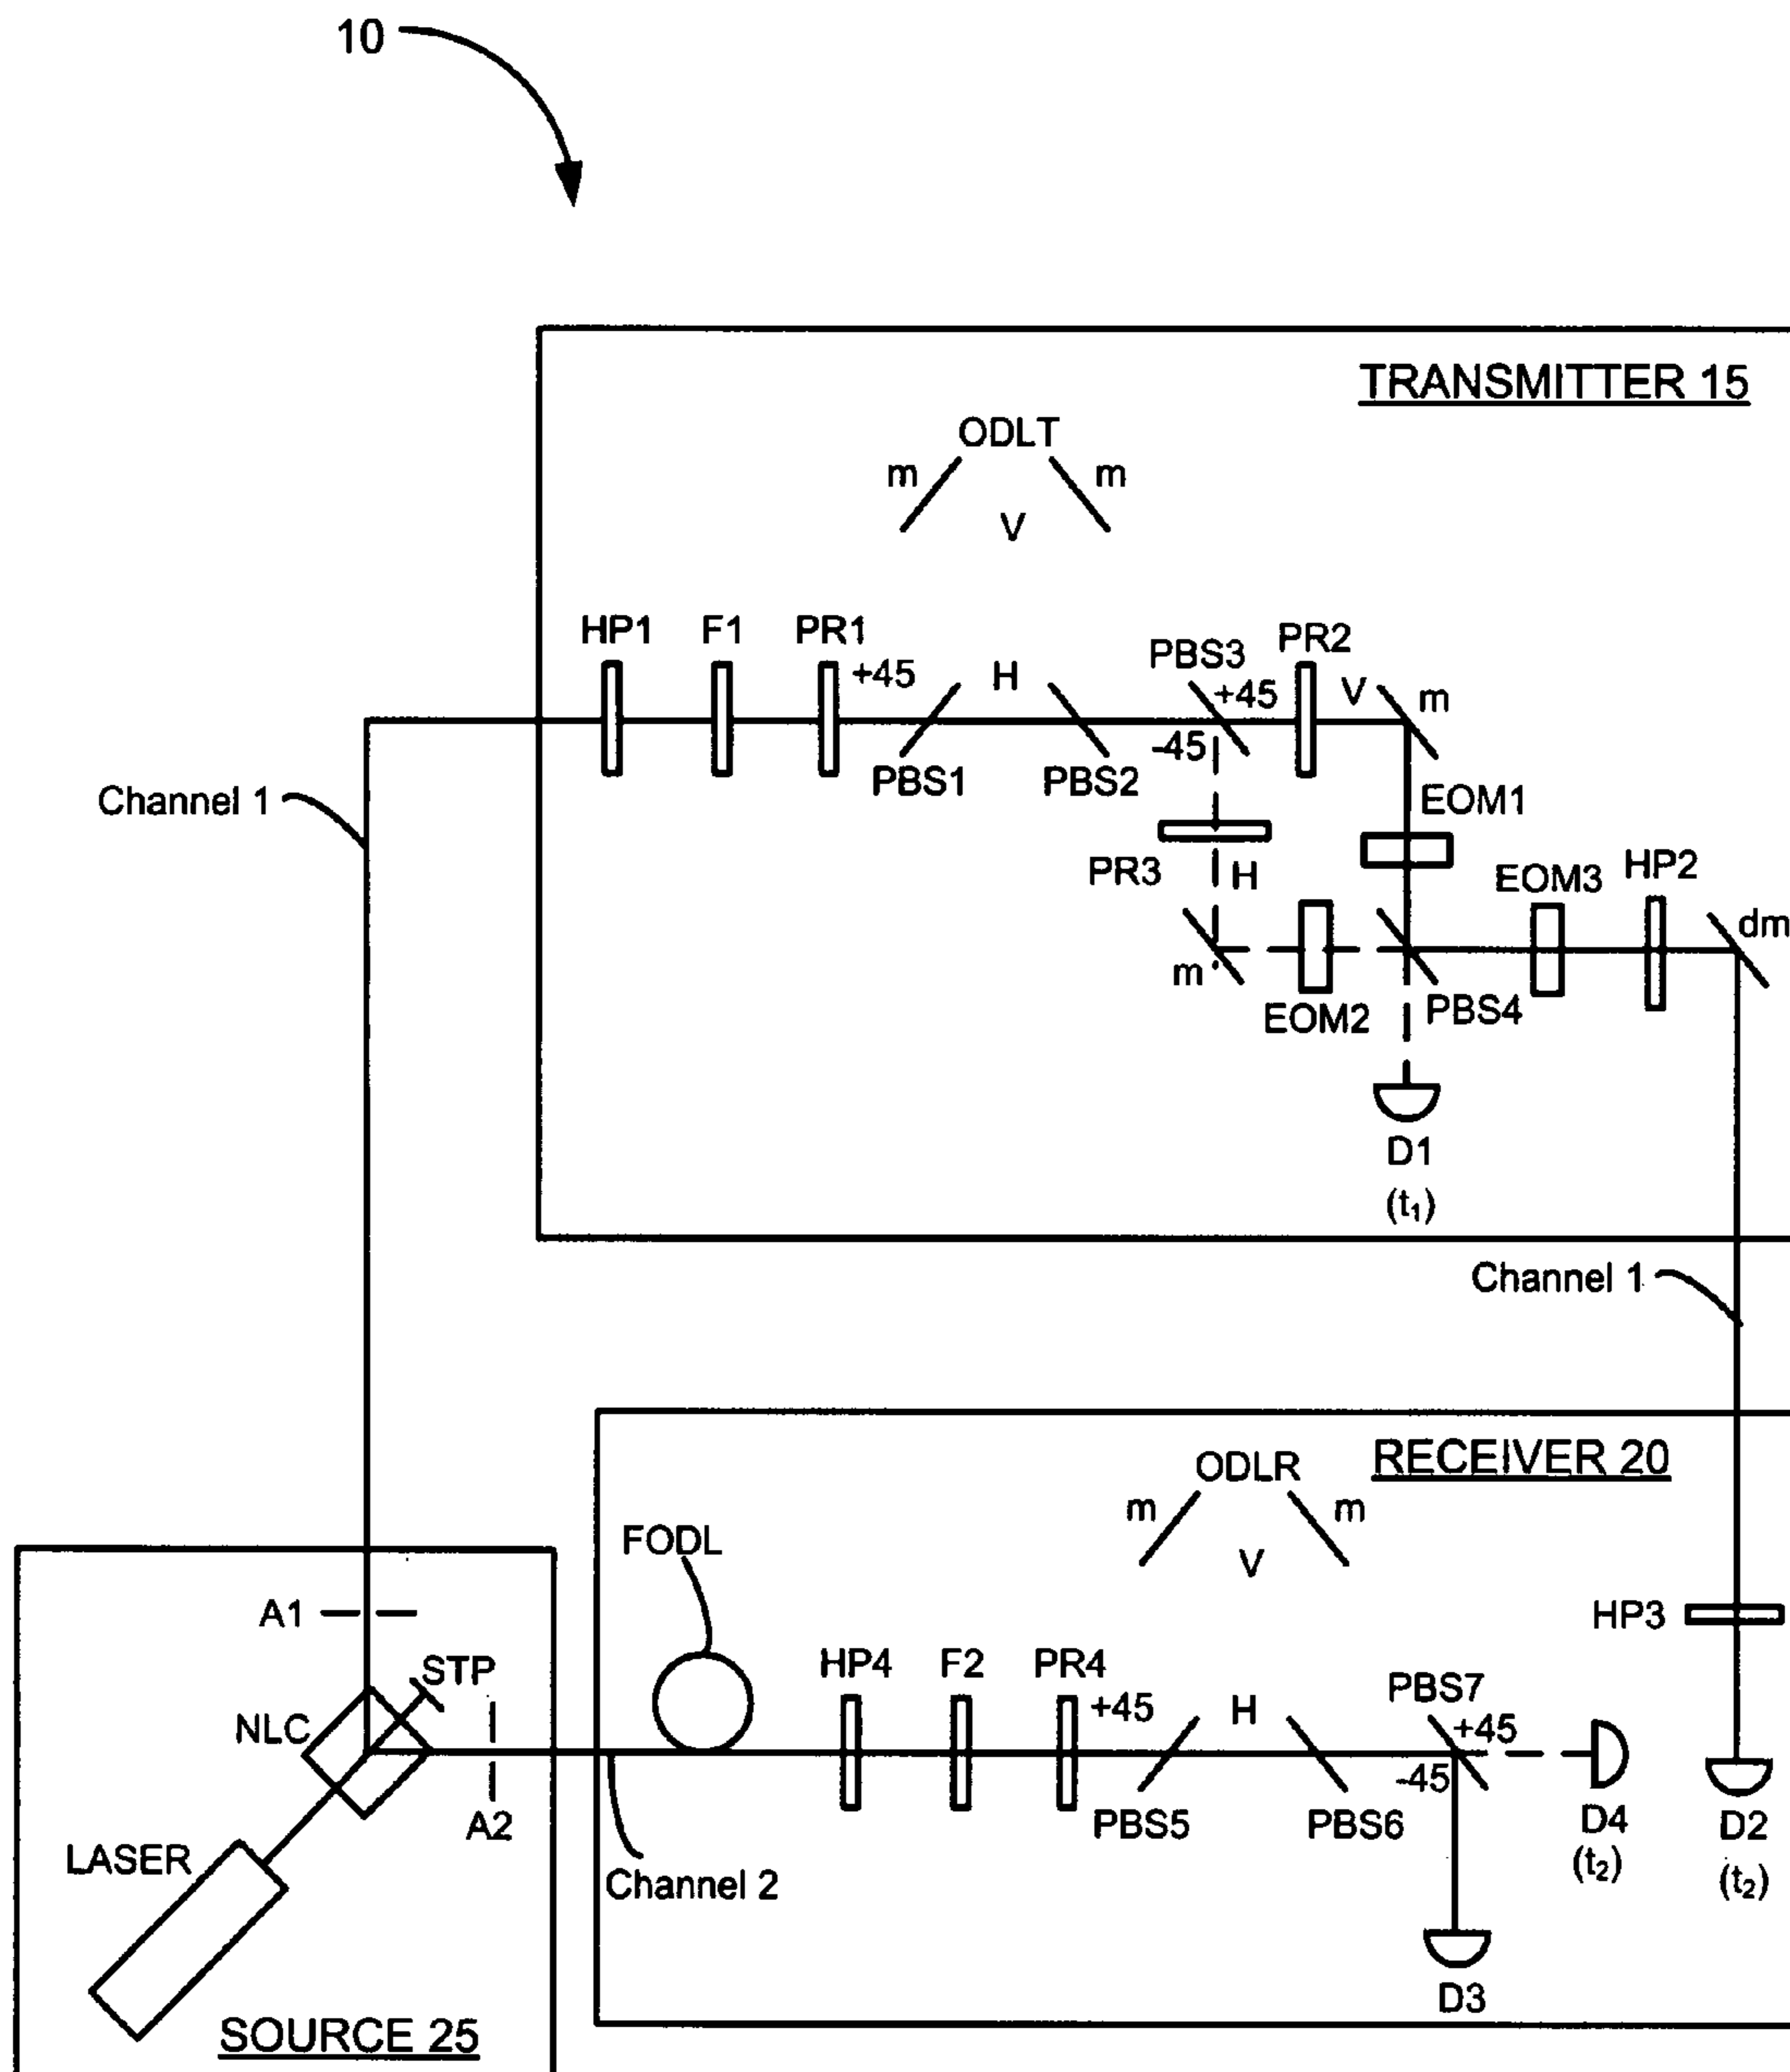 10
TRANSMITTER 15
ODLT
m
m
V
HP1
F1
PR1
+45
H
PBS3
+45
PR2
V
m
-45
PBS1
PBS2
Channel 1
EOM1
PR3
H
EOM3
HP2
dm
m
EOM2
PBS4
D1
(t₁)
Channel 1
RECEIVER 20
ODLR
m
m
V
FODL
A1
HP3
STP
HP4
F2
PR4
+45
H
PBS7
+45
NLC
-45
A2
PBS5
PBS6
D4
D2
LASER
(t₂)
(t₂)
Channel 2
D3
SOURCE 25